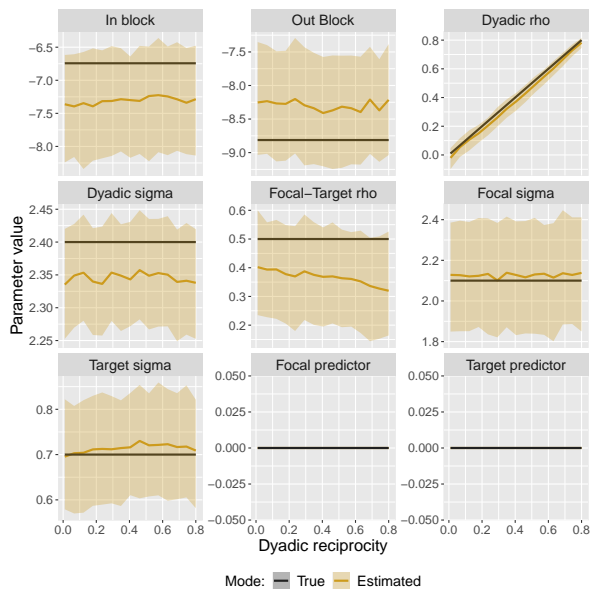 In block Out Block Dyadic rho
−6.5 −7.0 −7.5 −8.0
−7.5 −8.0 −8.5 −9.0
0.8 0.6 0.4 0.2 0.0
Dyadic sigma Focal−Target rho Focal sigma
2.45 2.40 2.35 2.30 2.25
0.6 0.5 0.4 0.3 0.2
2.4 2.2 2.0 1.8
Parameter value
Target sigma Focal predictor Target predictor
0.8 0.7 0.6
0.050 0.025 0.000 −0.025 −0.050
0.050 0.025 0.000 −0.025 −0.050
0.0 0.2 0.4 0.6 0.8 0.0 0.2 0.4 0.6 0.8 0.0 0.2 0.4 0.6 0.8
Dyadic reciprocity
Mode: True Estimated